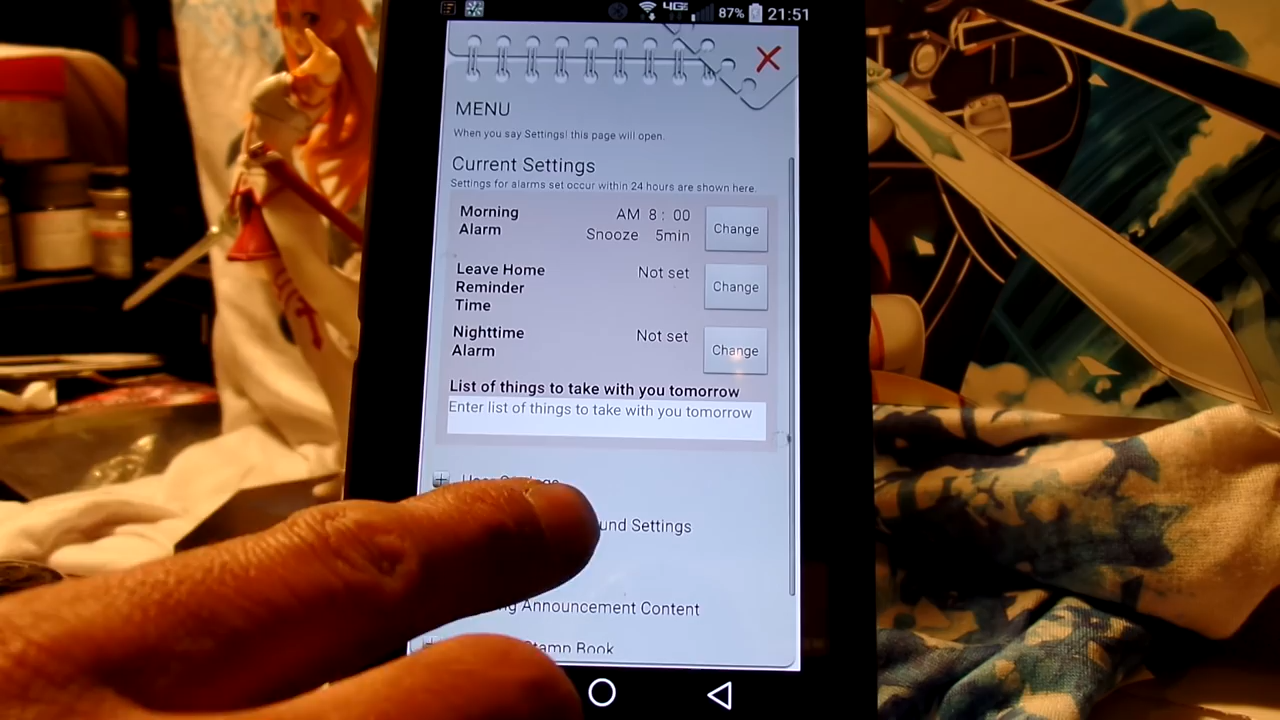 4G 87% 21:51
MENU
When you say Settings! this page will open.
Current Settings
Settings for alarms set occur within 24 hours are shown here.
Morning Alarm AM 8 : 00 Snooze 5min Change
Leave Home Reminder Time Not set Change
Nighttime Alarm Not set Change
List of things to take with you tomorrow
Enter list of things to take with you tomorrow
Settings
Announcement Content
Book